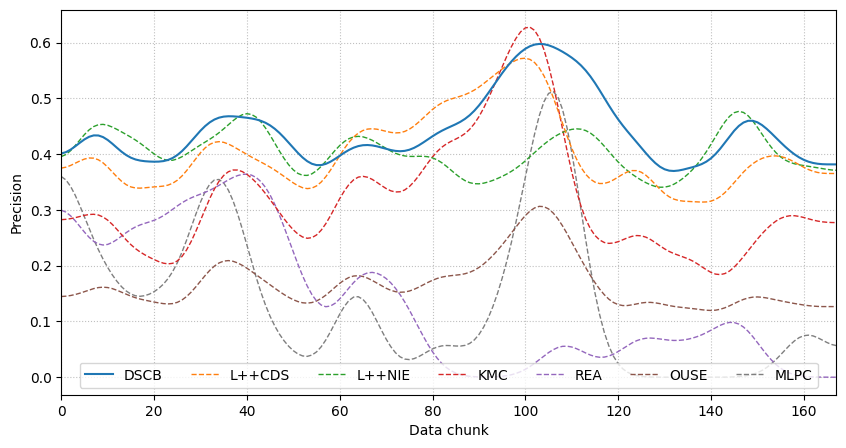 Precision
0.6
0.5
0.4
0.3
0.2
0.1
0.0
DSCB L++CDS L++NIE KMC REA OUSE MLPC
0 20 40 60 80 100 120 140 160
Data chunk